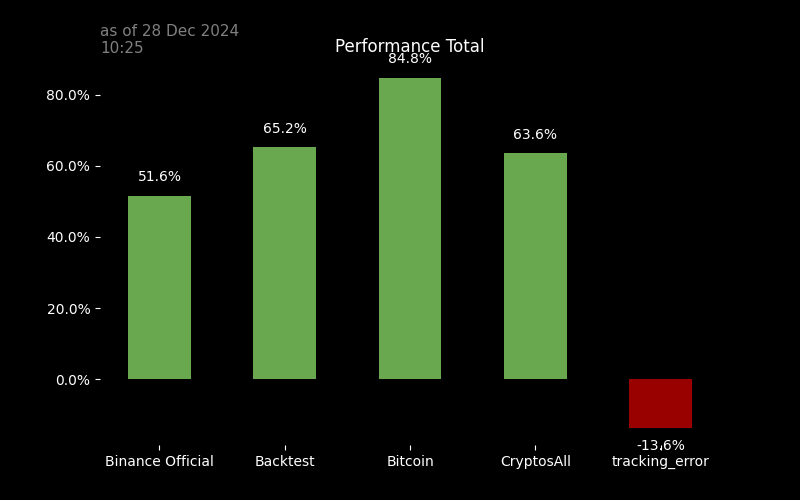 as of 28 Dec 2024
10:25
Performance Total
84.8%
80.0%
65.2%
63.6%
60.0%
51.6%
40.0%
20.0%
0.0%
-13.6%
Binance Official
Backtest
Bitcoin
CryptosAll
tracking_error